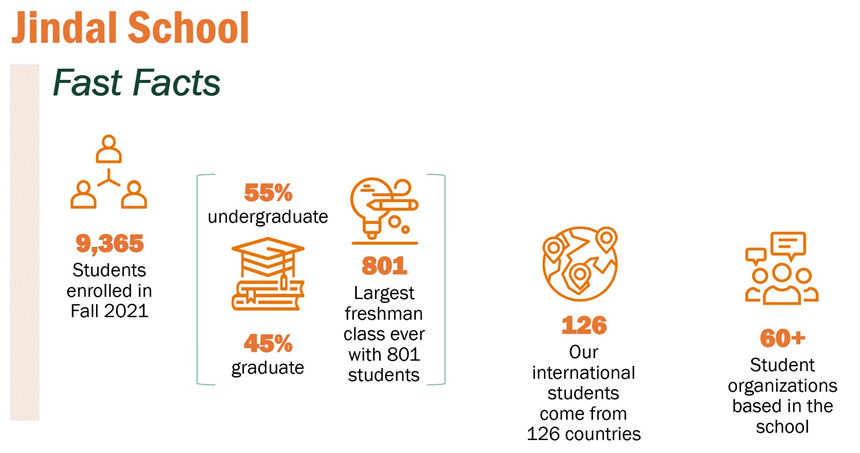 Jindal School
Fast Facts
9,365
Students
enrolled in
Fall 2021
55%
undergraduate
45%
graduate
801
Largest
freshman
class ever
with 801
students
126
Our
international
students
come from
126 countries
60+
Student
organizations
based in the
school